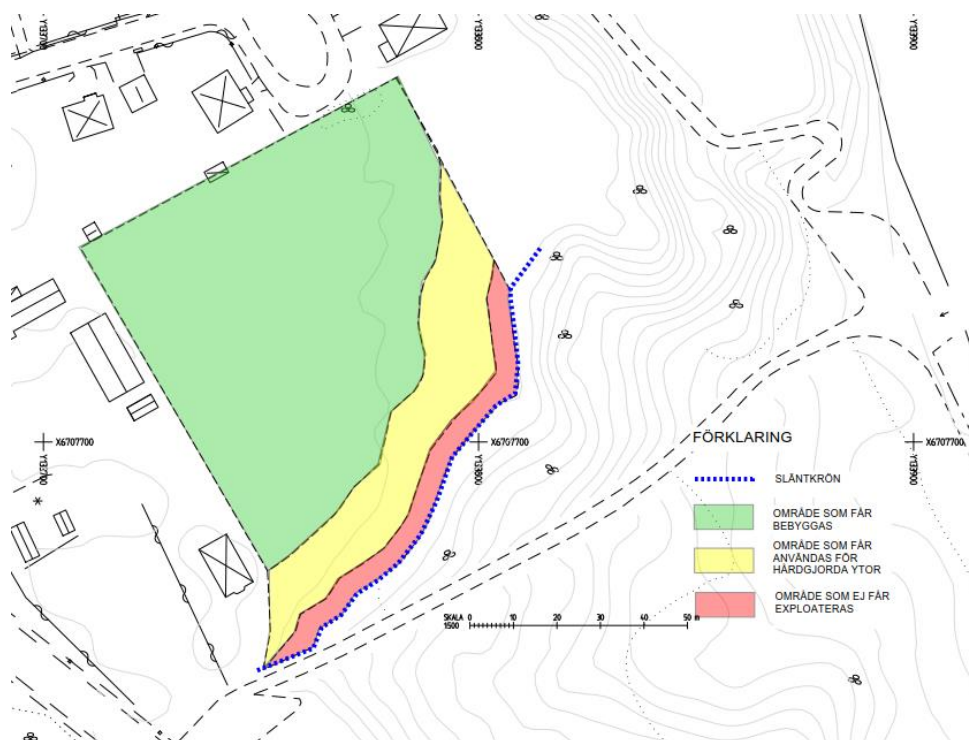 X6707700
X6707700
X6707700
FÖRKLARING
SLÄNTKRÖN
OMRÅDE SOM FÅR
BEBYGGAS
OMRÅDE SOM FÅR
ANVÄNDAS FÖR
HÅRDGJORDA YTOR
OMRÅDE SOM EJ FÅR
EXPLOATERAS
SKALA 0 10 20 30 40 50 m
1:500